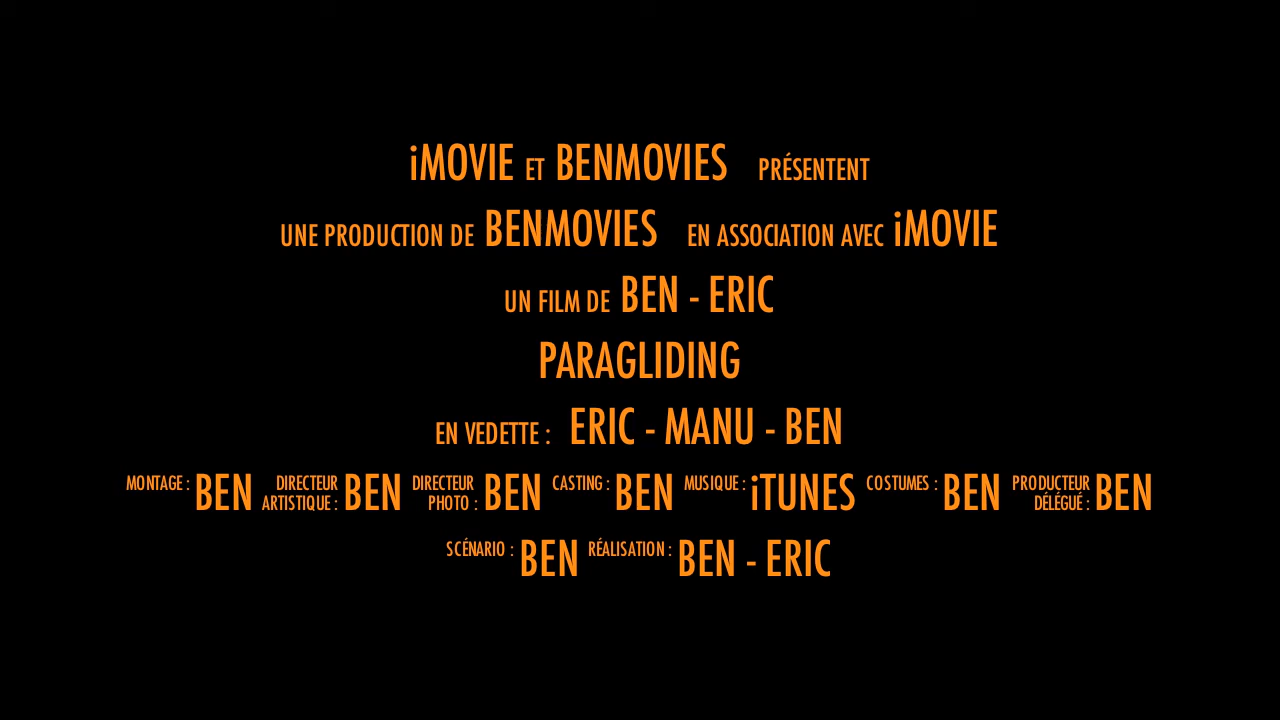 iMOVIE ET BENMOVIES PRÉSENTENT
UNE PRODUCTION DE BENMOVIES EN ASSOCIATION AVEC iMOVIE
UN FILM DE BEN - ERIC
PARAGLIDING
EN VEDETTE : ERIC - MANU - BEN
MONTAGE : BEN DIRECTEUR ARTISTIQUE : BEN DIRECTEUR PHOTO : BEN CASTING : BEN MUSIQUE : iTUNES COSTUMES : BEN PRODUCTEUR DÉLÉGUÉ : BEN
SCÉNARIO : BEN RÉALISATION : BEN - ERIC